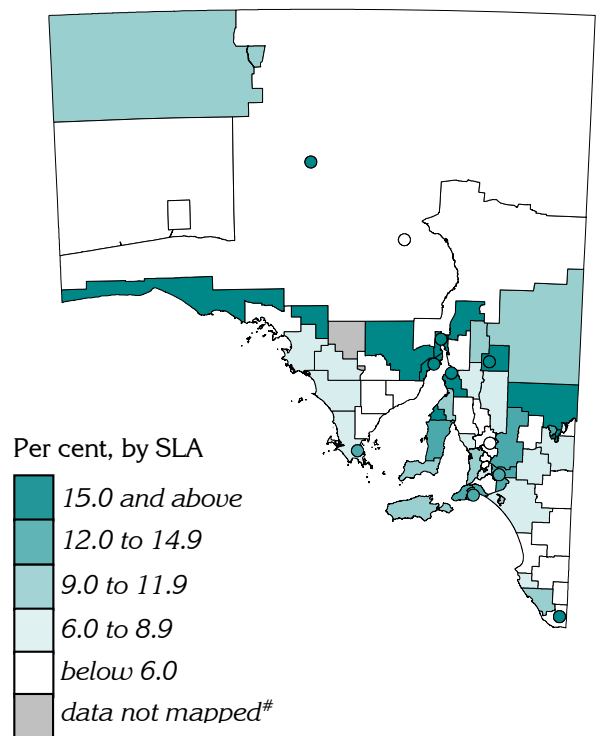 Per cent, by SLA
15.0 and above
12.0 to 14.9
9.0 to 11.9
6.0 to 8.9
below 6.0
data not mapped#